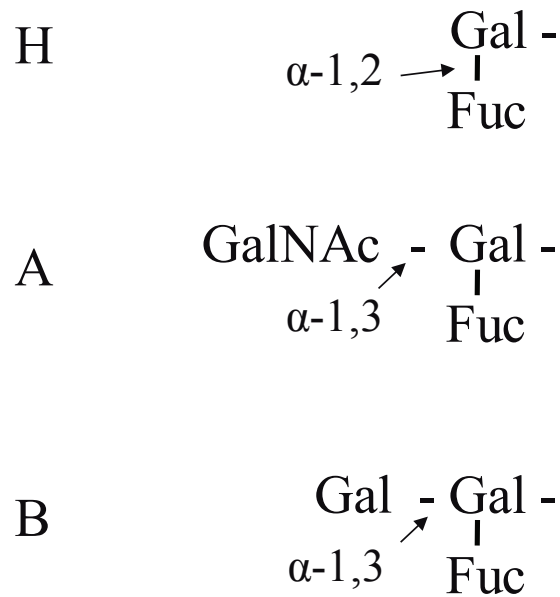 H Gal -
α-1,2
Fuc
A GalNAc - Gal -
α-1,3 Fuc
B Gal - Gal -
α-1,3 Fuc